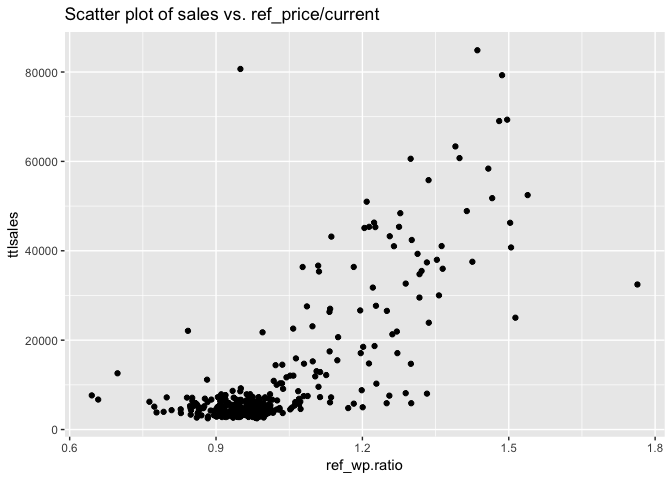 Scatter plot of sales vs. ref_price/current
80000
60000
40000
20000
0
ttlsales
0.6 0.9 1.2 1.5 1.8
ref_wp.ratio